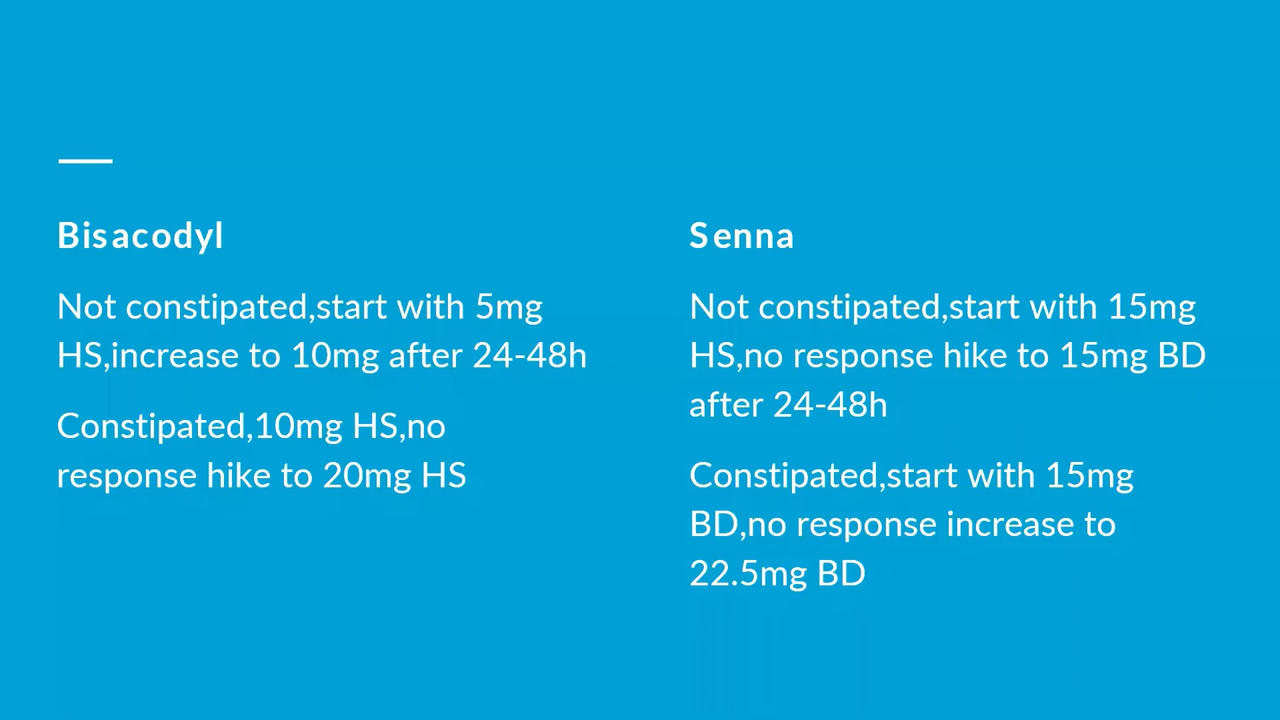 Bisacodyl
Not constipated,start with 5mg
HS,increase to 10mg after 24-48h
Constipated,10mg HS,no
response hike to 20mg HS
Senna
Not constipated,start with 15mg
HS,no response hike to 15mg BD
after 24-48h
Constipated,start with 15mg
BD,no response increase to
22.5mg BD